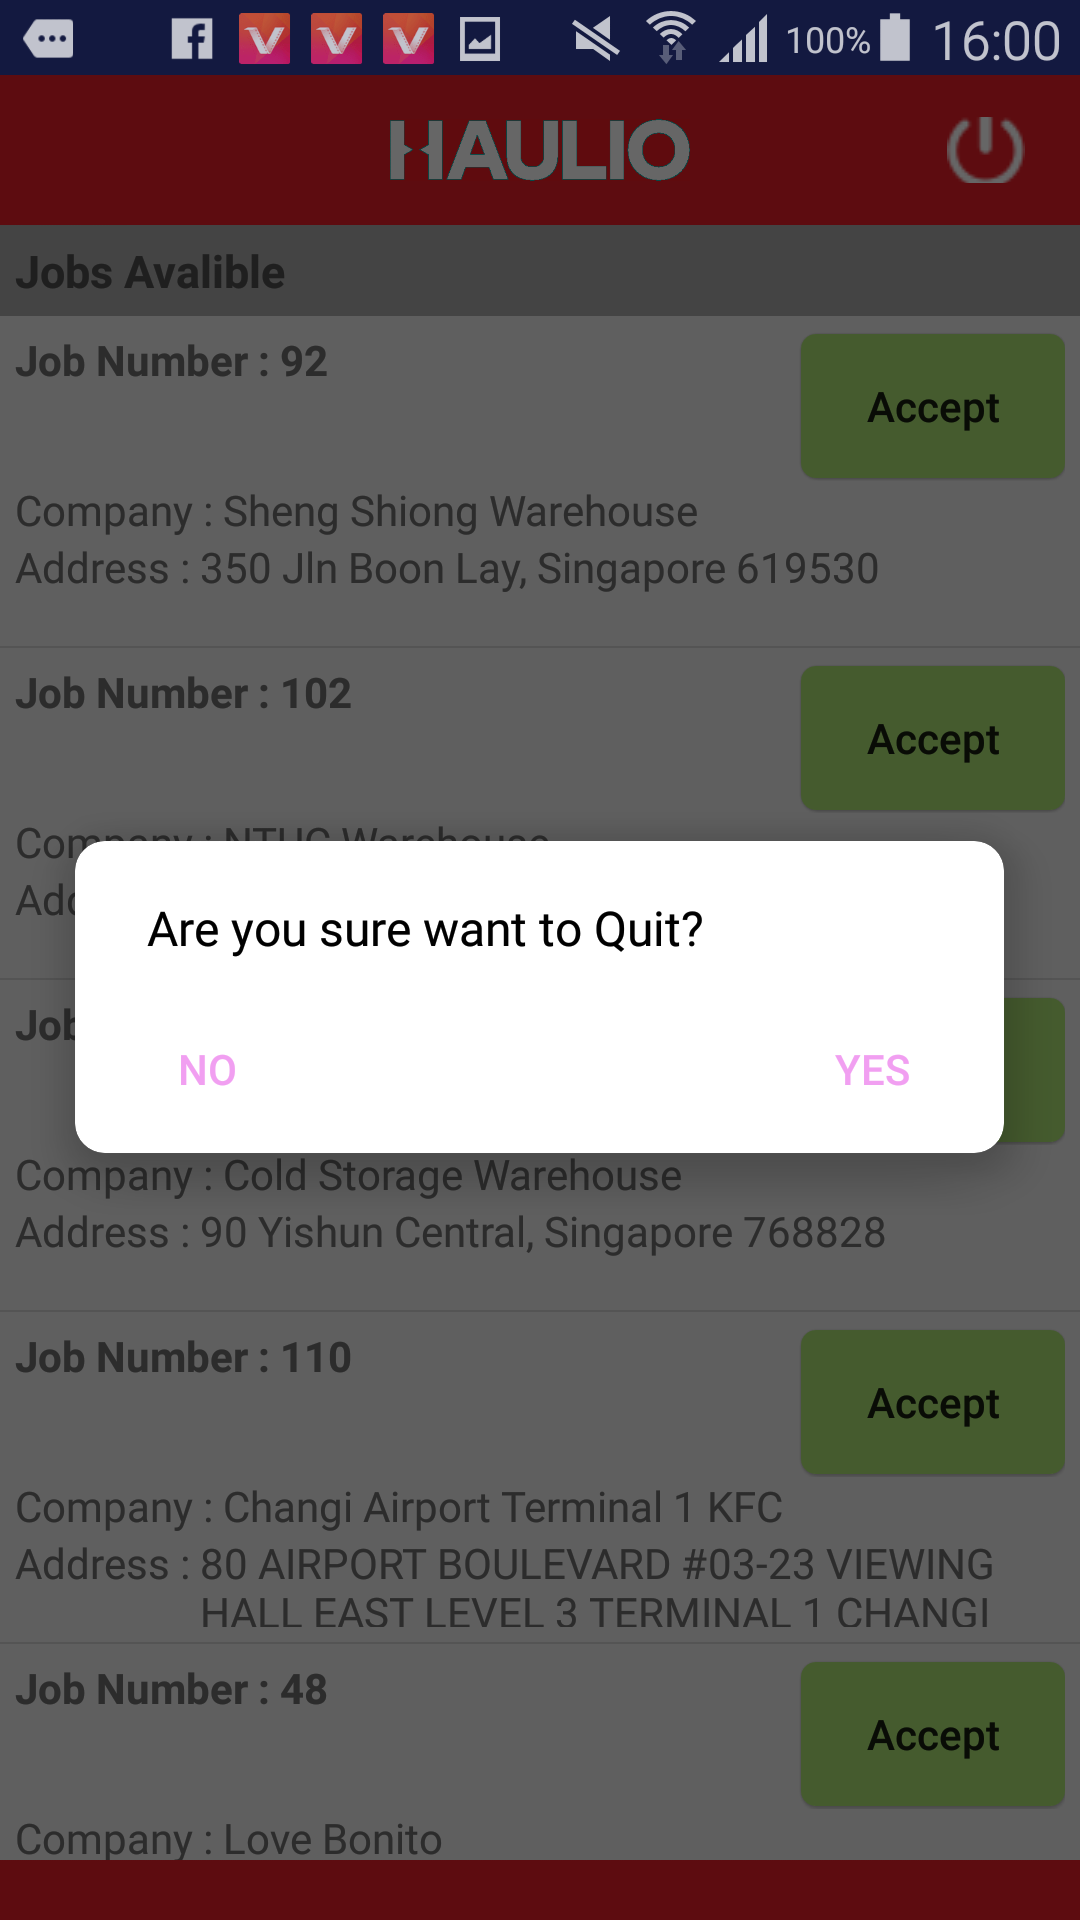 100% 16:00
HAULIO
Jobs Avalible
Job Number : 92
Accept
Company : Sheng Shiong Warehouse
Address : 350 Jln Boon Lay, Singapore 619530
Job Number : 102
Accept
Company : NTUC Warehouse
Are you sure want to Quit?
NO YES
Company : Cold Storage Warehouse
Address : 90 Yishun Central, Singapore 768828
Job Number : 110
Accept
Company : Changi Airport Terminal 1 KFC
Address : 80 AIRPORT BOULEVARD #03-23 VIEWING
HALL EAST LEVEL 3 TERMINAL 1 CHANGI
Job Number : 48
Accept
Company : Love Bonito